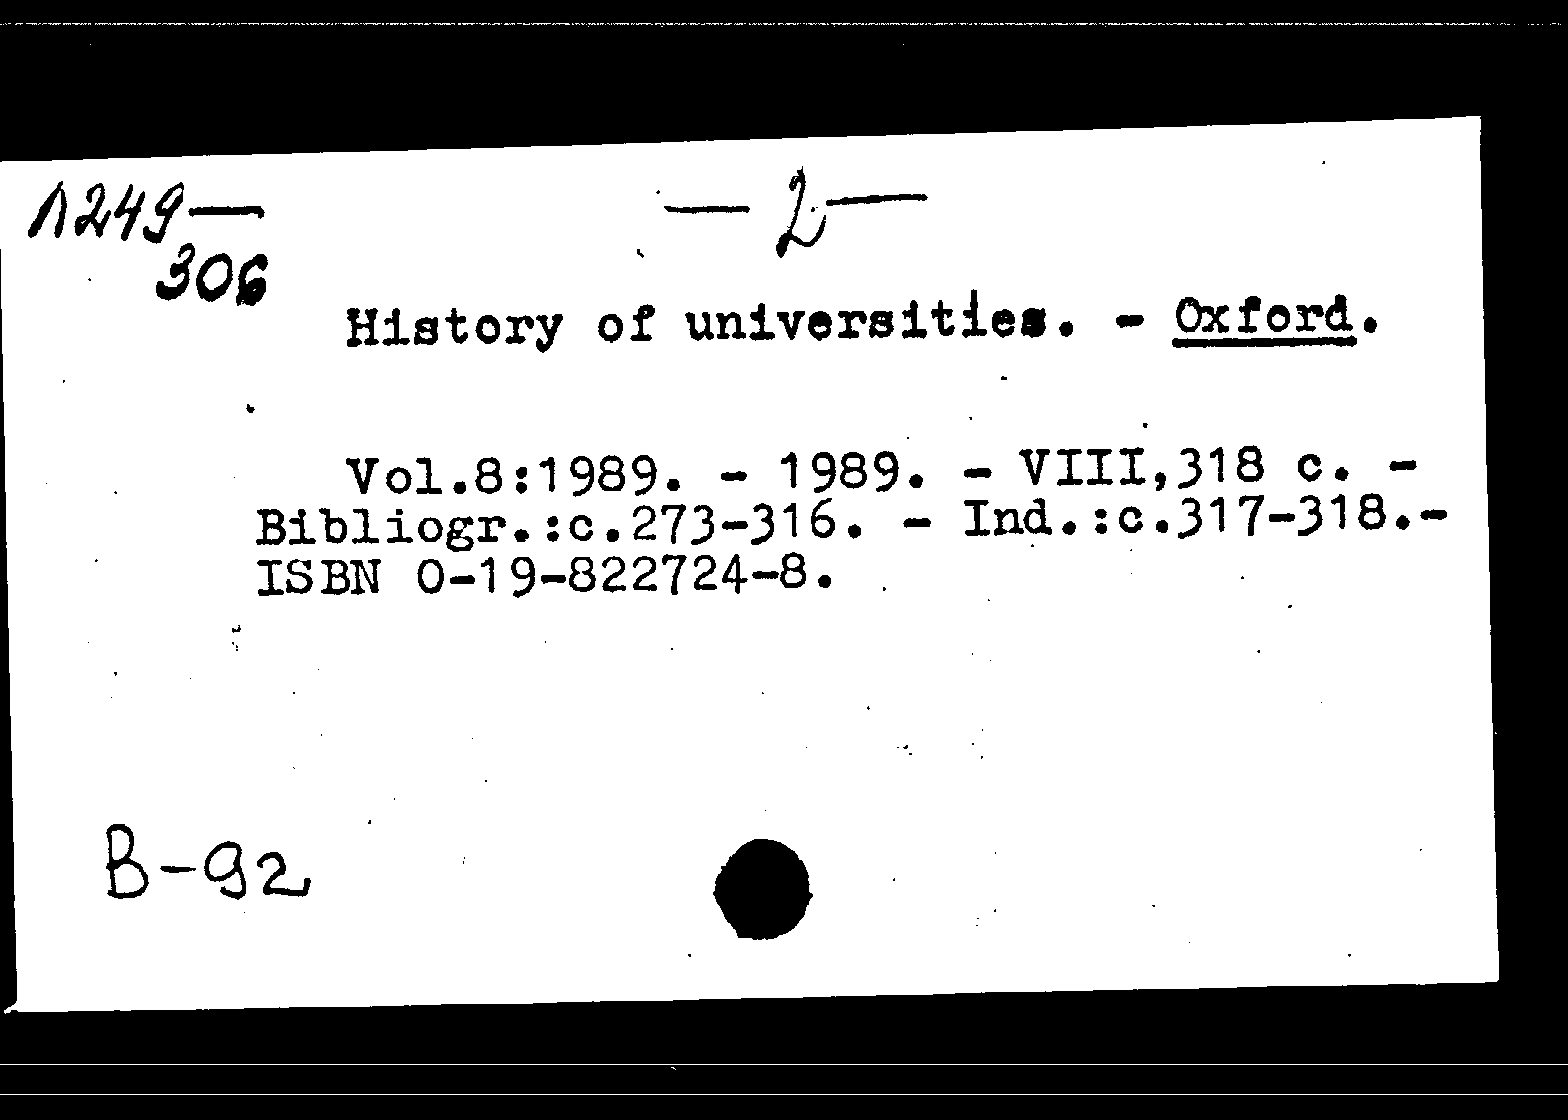 Л249—
306
— 2 —
History of universities. - Oxford.
Vol.8:1989. - 1989. - VIII,318 c. -
Bibliogr.:c.273-316. - Ind.:c.317-318.-
ISBN 0-19-822724-8.
В-92